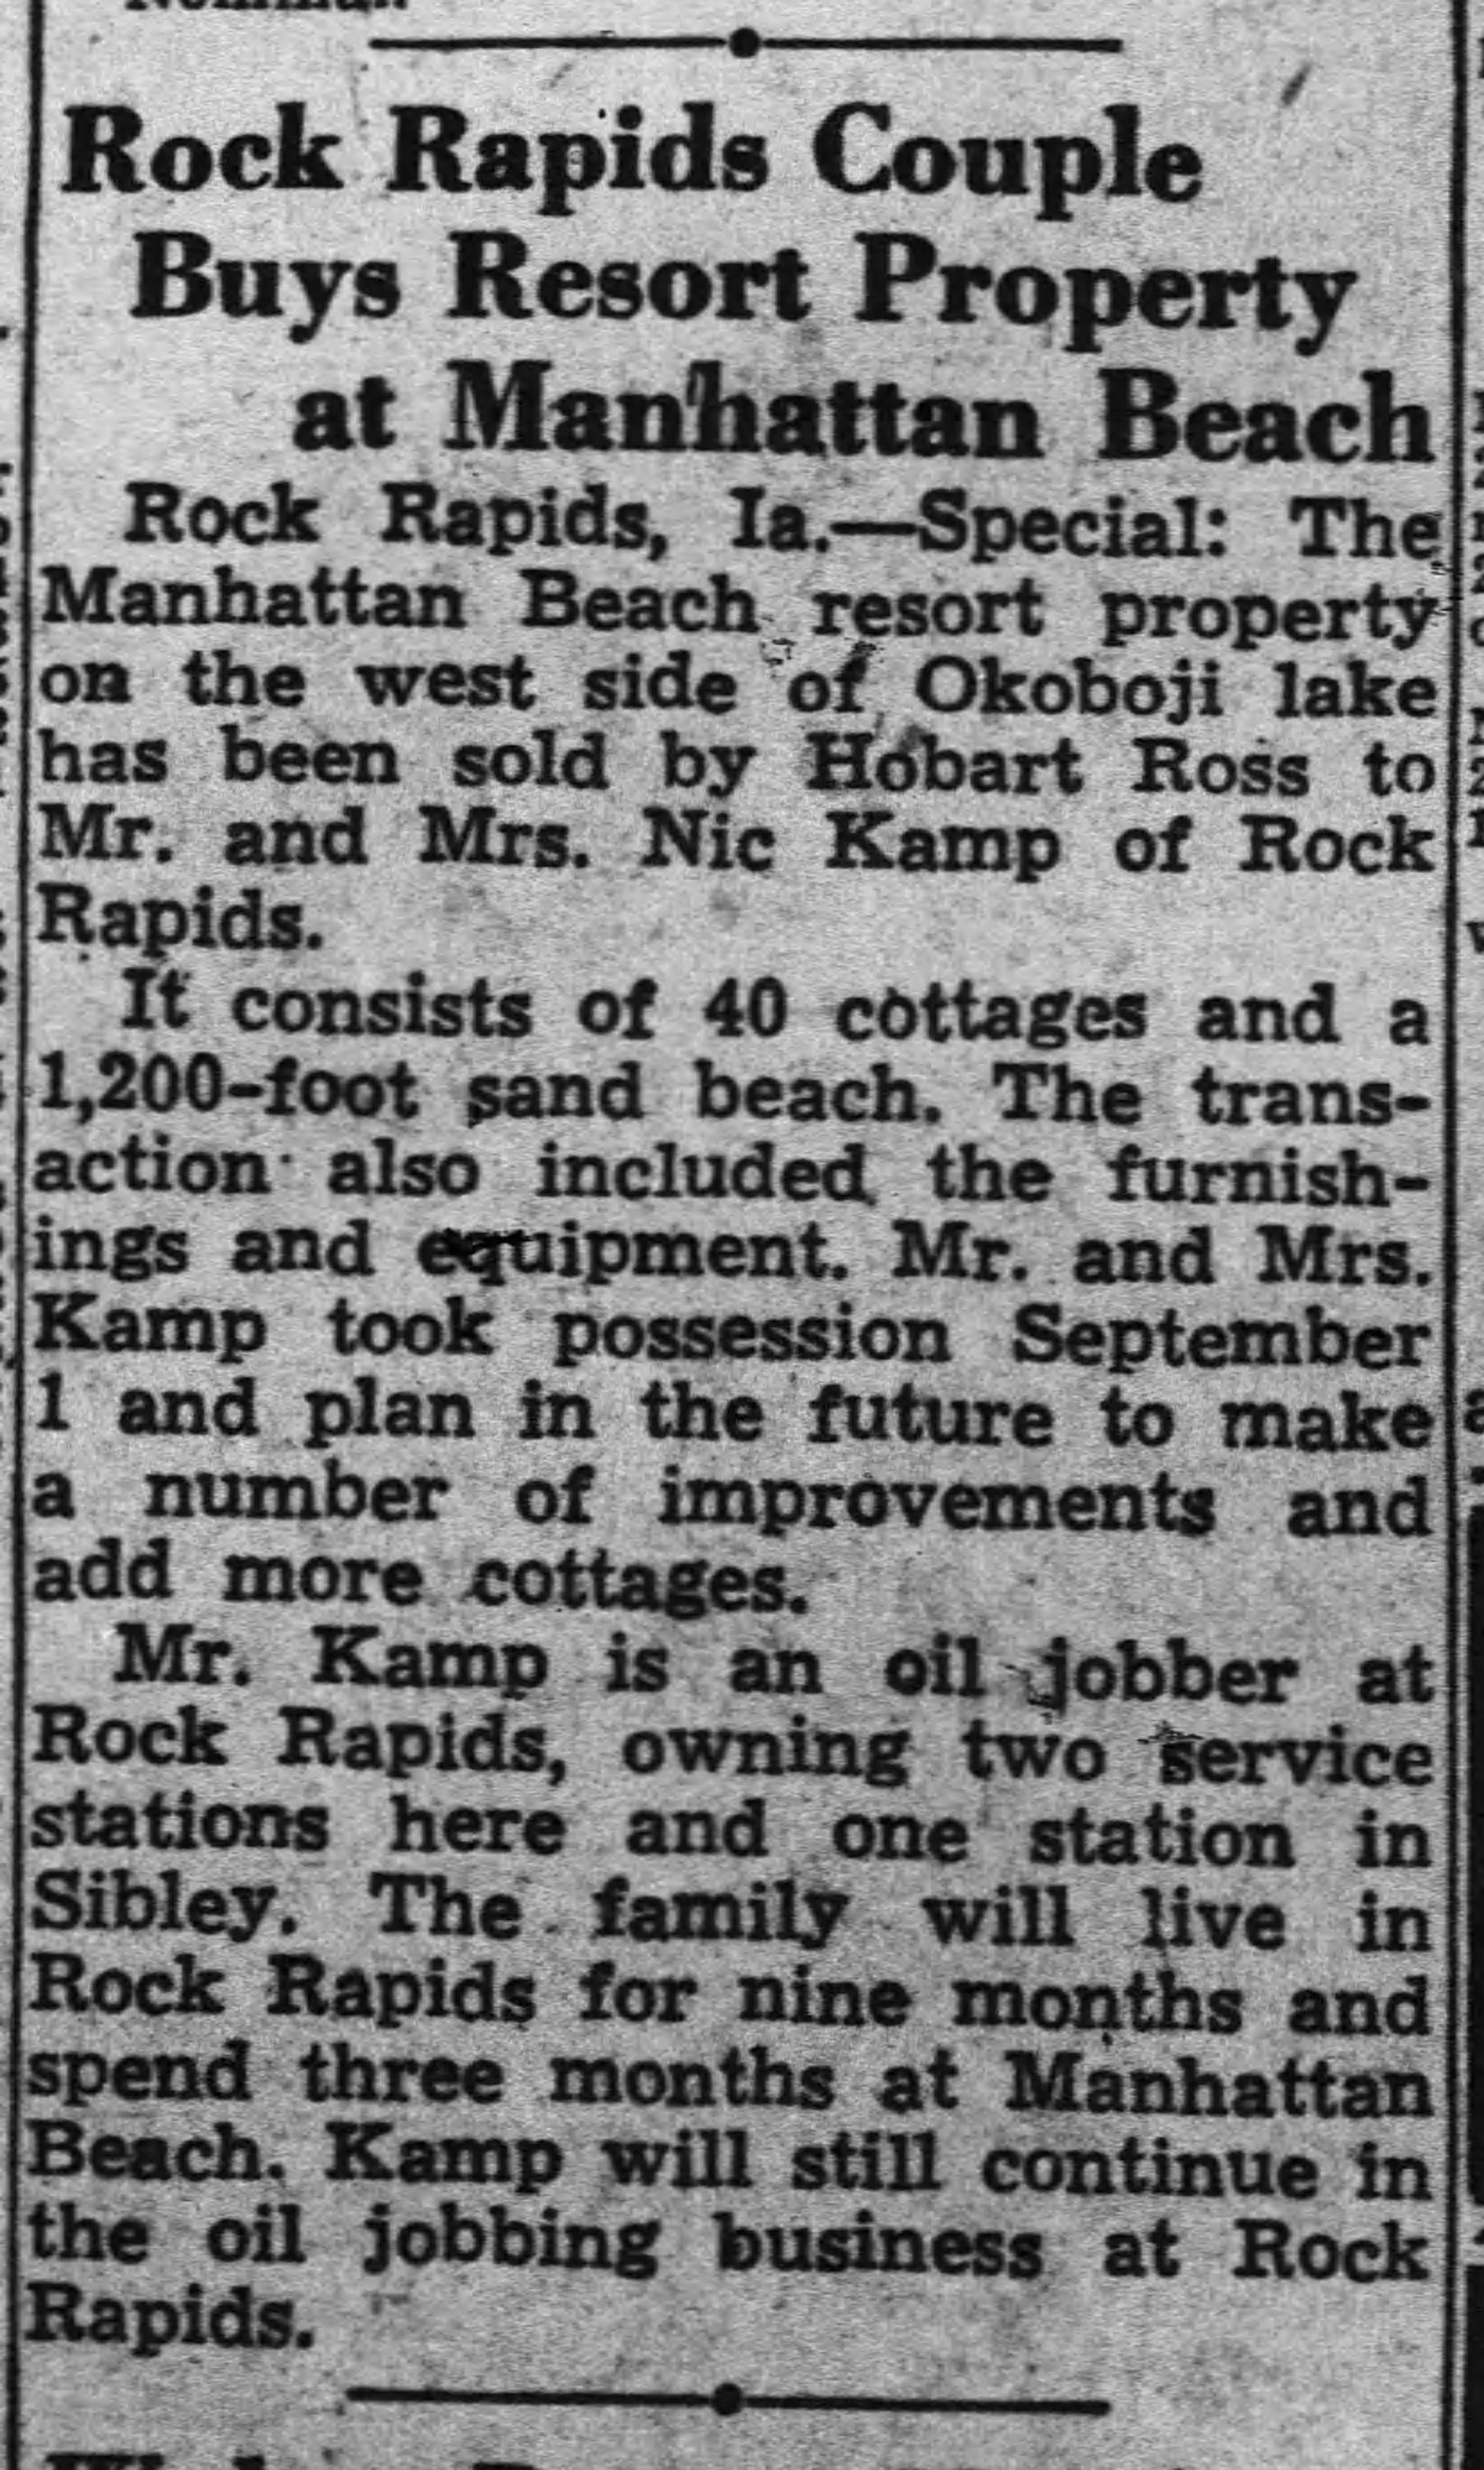 Rock Rapids Couple
Buys Resort Property
at Manhattan Beach
Rock Rapids, Ia.—Special: The
Manhattan Beach resort property
on the west side of Okoboji lake
has been sold by Hobart Ross to
Mr. and Mrs. Nic Kamp of Rock
Rapids.
It consists of 40 cottages and a
1,200-foot sand beach. The trans-
action also included the furnish-
ings and equipment. Mr. and Mrs.
Kamp took possession September
1 and plan in the future to make
a number of improvements and
add more cottages.
Mr. Kamp is an oil jobber at
Rock Rapids, owning two service
stations here and one station in
Sibley. The family will live in
Rock Rapids for nine months and
spend three months at Manhattan
Beach. Kamp will still continue in
the oil jobbing business at Rock
Rapids.